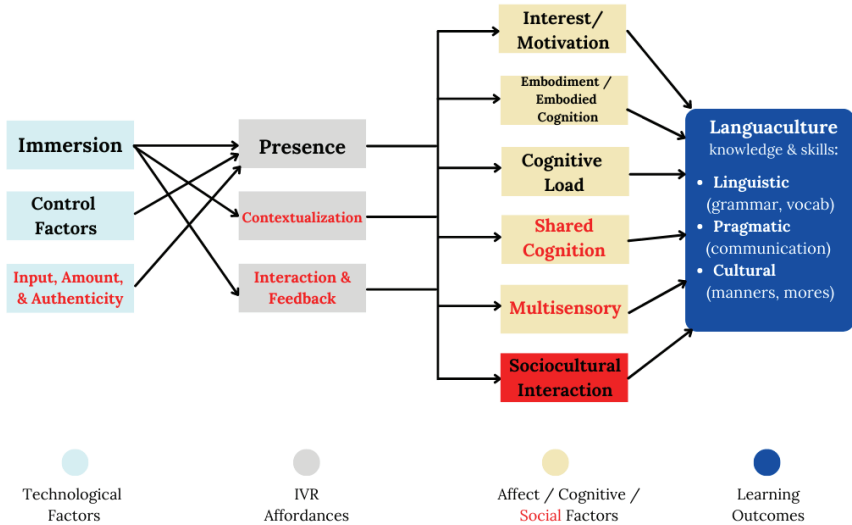 Immersion
Control
Factors
Input, Amount,
& Authenticity
Presence
Contextualization
Interaction &
Feedback
Interest/
Motivation
Embodiment /
Embodied
Cognition
Cognitive
Load
Shared
Cognition
Multisensory
Sociocultural
Interaction
Languaculture
knowledge & skills:
• Linguistic
(grammar, vocab)
• Pragmatic
(communication)
• Cultural
(manners, mores)
Technological
Factors
IVR
Affordances
Affect / Cognitive /
Social Factors
Learning
Outcomes